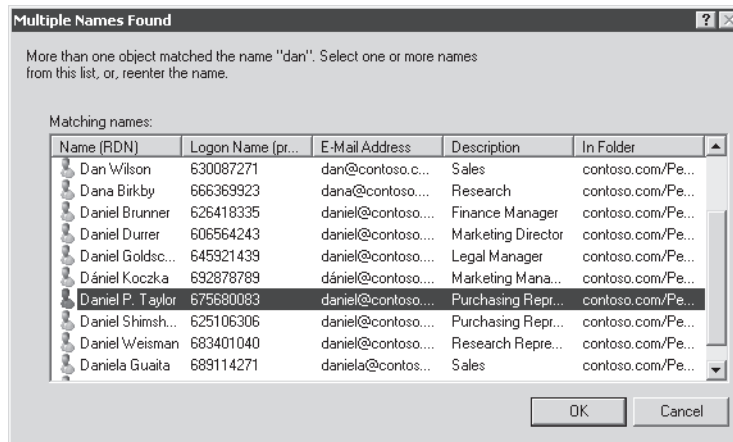 Multiple Names Found
More than one object matched the name "dan". Select one or more names
from this list, or, reenter the name.
Matching names:
Name (RDN) Logon Name (pr... E-Mail Address Description In Folder
Dan Wilson 630087271 dan@contoso.c... Sales contoso.com/Pe...
Dana Birkby 666369923 dana@contoso.... Research contoso.com/Pe...
Daniel Brunner 626418335 daniel@contoso.... Finance Manager contoso.com/Pe...
Daniel Durrer 606564243 daniel@contoso.... Marketing Director contoso.com/Pe...
Daniel Goldsc... 645921439 daniel@contoso.... Legal Manager contoso.com/Pe...
Dániel Koczka 692878789 dániel@contoso.... Marketing Mana... contoso.com/Pe...
Daniel P. Taylor 675680083 daniel@contoso.... Purchasing Repr... contoso.com/Pe...
Daniel Shimsh... 625106306 daniel@contoso.... Purchasing Repr... contoso.com/Pe...
Daniel Weisman 683401040 daniel@contoso.... Research Repre... contoso.com/Pe...
Daniela Guaita 689114271 daniela@contos... Sales contoso.com/Pe...
OK Cancel